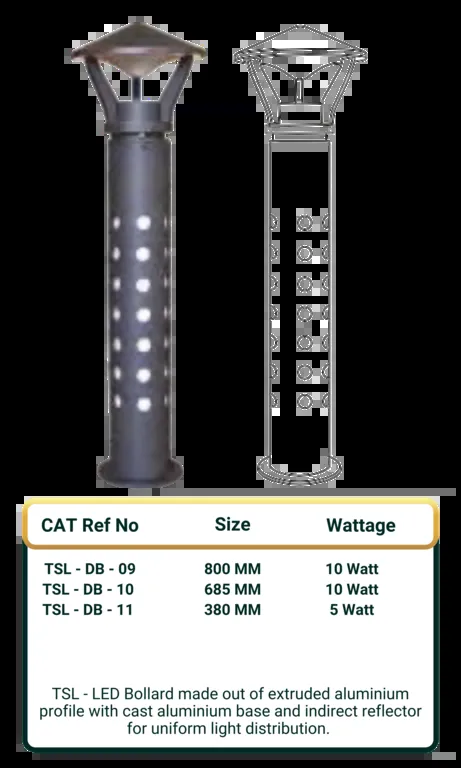 CAT Ref No Size Wattage
TSL - DB - 09 800 MM 10 Watt
TSL - DB - 10 685 MM 10 Watt
TSL - DB - 11 380 MM 5 Watt
TSL - LED Bollard made out of extruded aluminium
profile with cast aluminium base and indirect reflector
for uniform light distribution.